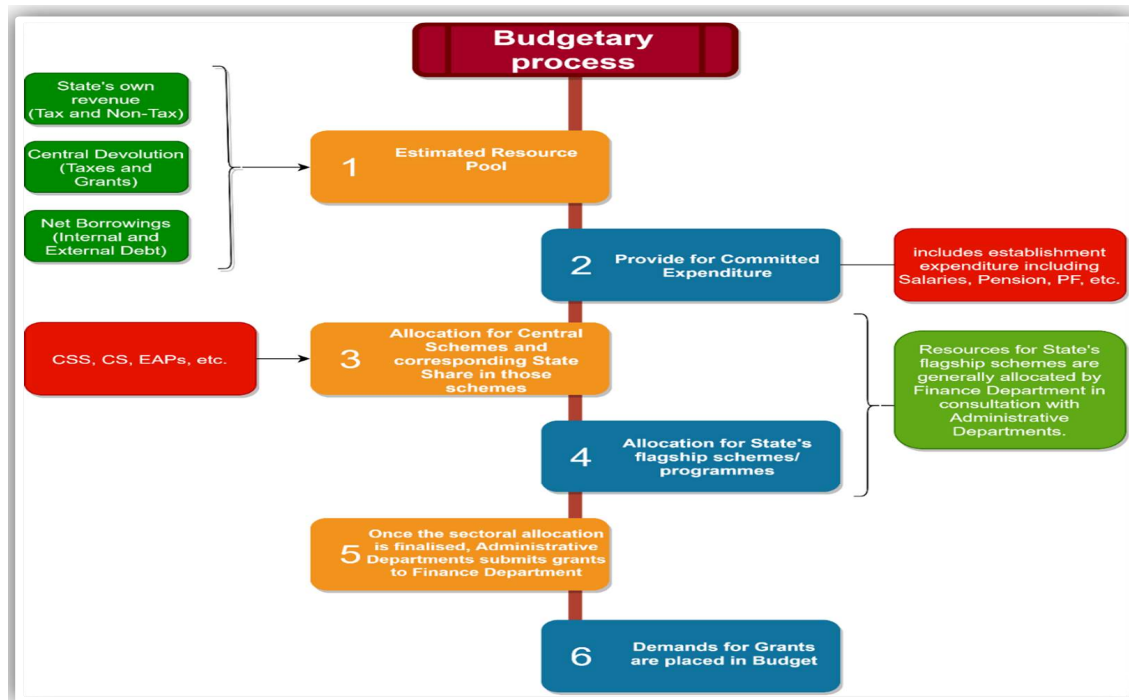 Budgetary
process
State's own
revenue
(Tax and Non-Tax)
Central Devolution
(Taxes and
Grants)
Net Borrowings
(Internal and
External Debt)
1
Estimated Resource
Pool
2
Provide for Committed
Expenditure
includes establishment
expenditure including
Salaries, Pension, PF, etc.
CSS, CS, EAPs, etc.
3
Allocation for Central
Schemes and
corresponding State
Share in those
schemes
Resources for State's
flagship schemes are
generally allocated by
Finance Department in
consultation with
Administrative
Departments.
4
Allocation for State's
flagship schemes/
programmes
5
Once the sectoral allocation
is finalised, Administrative
Departments submits grants
to Finance Department
6
Demands for Grants
are placed in Budget